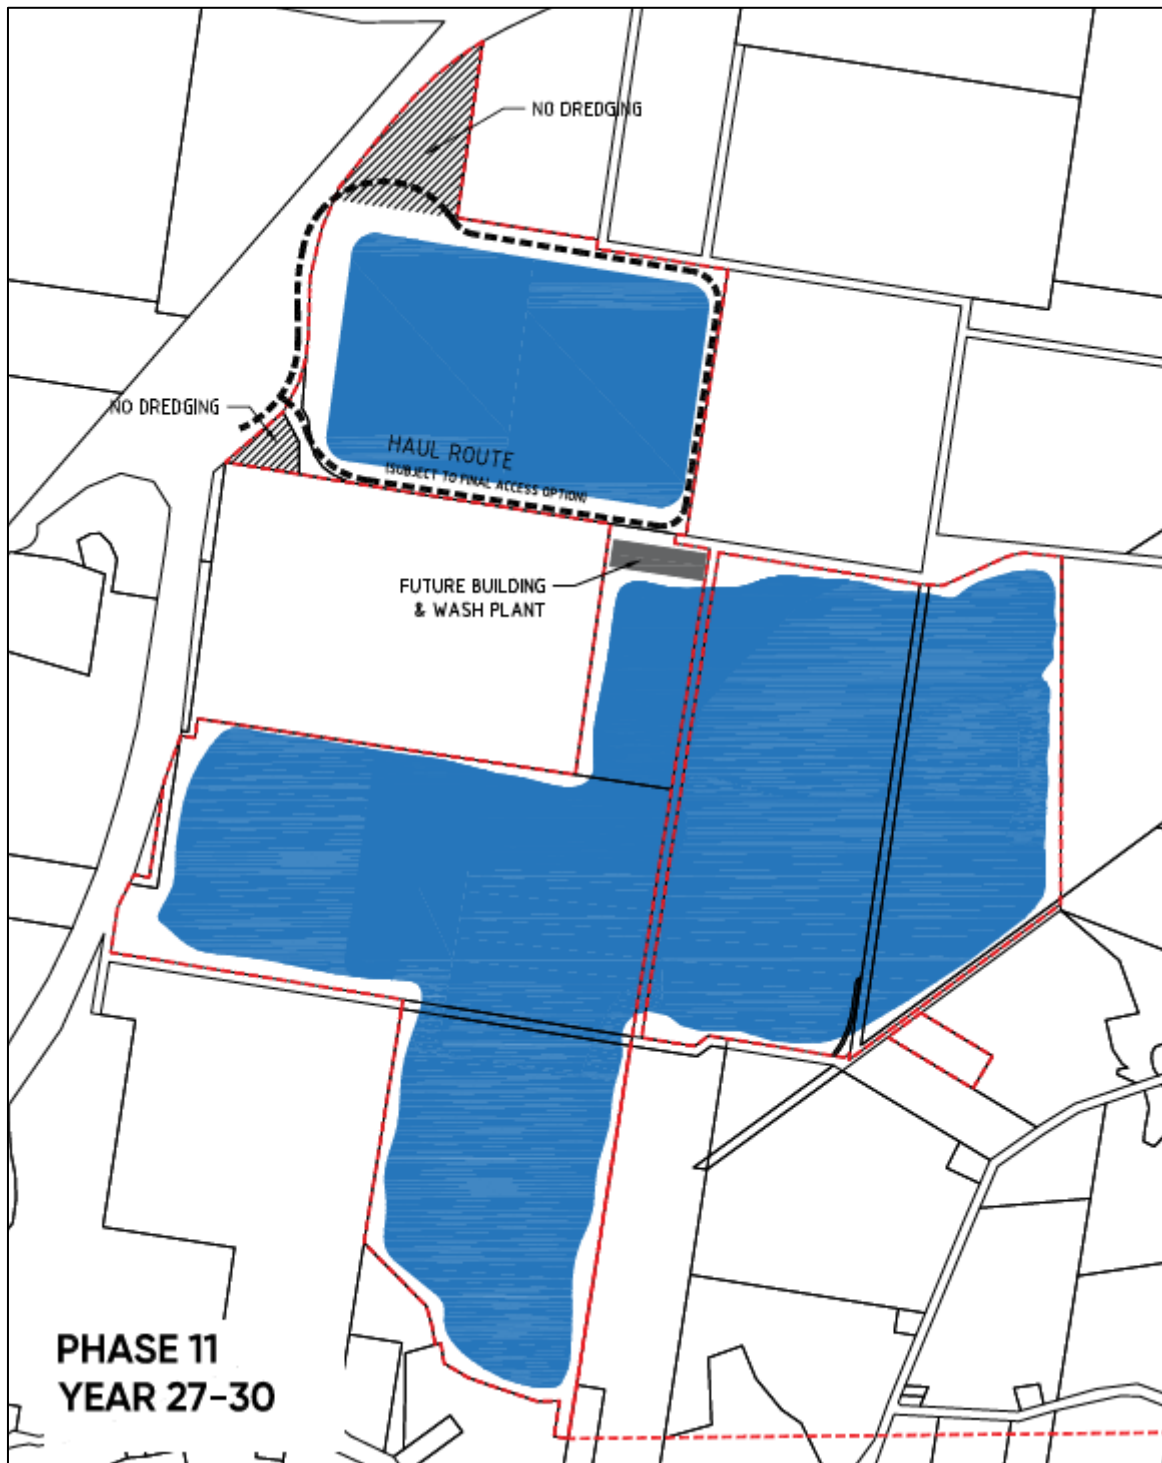 NO DREDGING
NO DREDGING
HAUL ROUTE
(SUBJECT TO FINAL ACCESS OPTION)
FUTURE BUILDING
& WASH PLANT
PHASE 11
YEAR 27-30